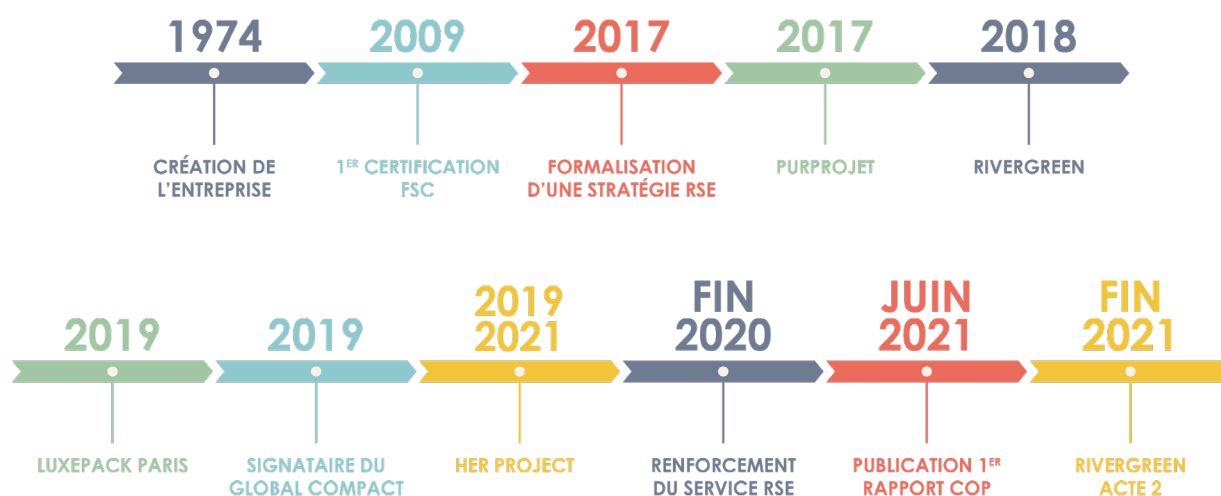 1974
2009
2017
2017
2018
CRÉATION DE
L'ENTREPRISE
1ER CERTIFICATION
FSC
FORMALISATION
D'UNE STRATÉGIE RSE
PURPROJET
RIVERGREEN
2019
2019
2019
2021
FIN
2020
JUIN
2021
FIN
2021
LUXEPACK PARIS
SIGNATAIRE DU
GLOBAL COMPACT
HER PROJECT
RENFORCEMENT
DU SERVICE RSE
PUBLICATION 1ER
RAPPORT COP
RIVERGREEN
ACTE 2